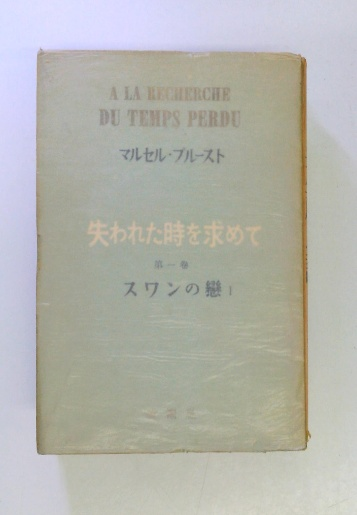 A LA RECHERCHE
DU TEMPS PERDU
マルセル・プルースト
失われた時を求めて
第一巻
スワンの戀 I